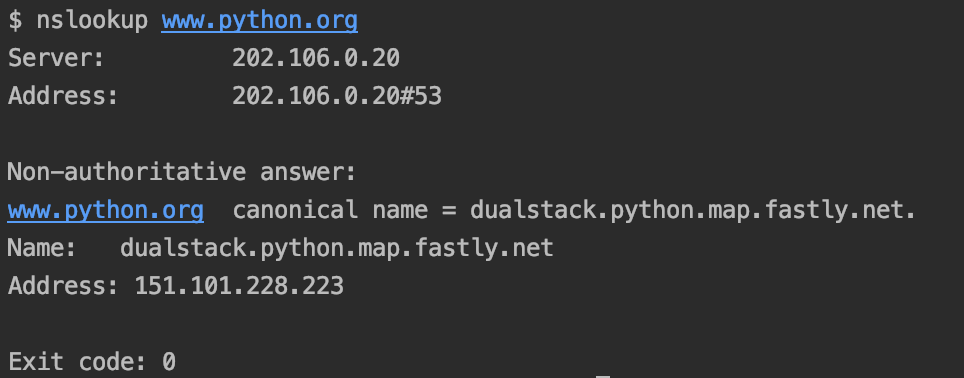 $ nslookup www.python.org
Server:         202.106.0.20
Address:        202.106.0.20#53

Non-authoritative answer:
www.python.org  canonical name = dualstack.python.map.fastly.net.
Name:   dualstack.python.map.fastly.net
Address: 151.101.228.223

Exit code: 0